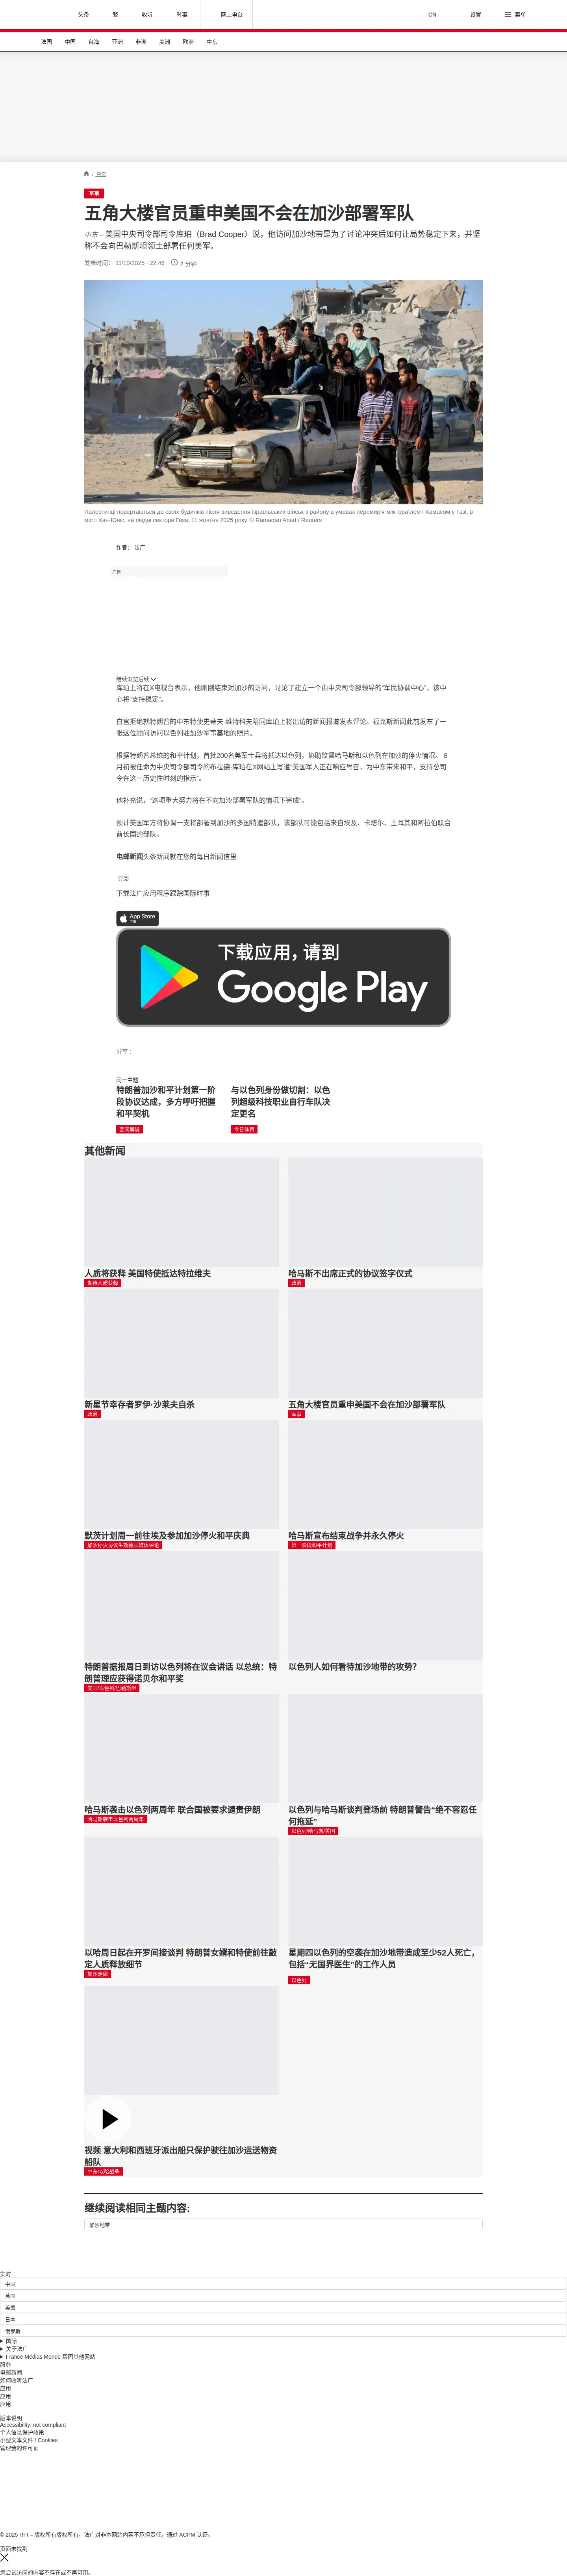 头条
繁
收听
时事
网上电台
CN
设置
菜单
法国
中国
台海
亚洲
非洲
美洲
欧洲
中东
/ 中东
军事
五角大楼官员重申美国不会在加沙部署军队
中东 – 美国中央司令部司令库珀（Brad Cooper）说，他访问加沙地带是为了讨论冲突后如何让局势稳定下来，并坚
称不会向巴勒斯坦领土部署任何美军。
发表时间： 11/10/2025 - 22:46
2 分钟
Палестинці повертаються до своїх будинків після виведення ізраїльських військ з району в умовах перемир'я між Ізраїлем і Хамасом у Газі, в
місті Хан-Юніс, на півдні сектора Гáза, 11 жовтня 2025 року © Ramadan Abed / Reuters
作者： 法广
广告
继续浏览后续
库珀上将在X电视台表示，他刚刚结束对加沙的访问，讨论了建立一个由中央司令部领导的“军民协调中心”，该中
心将“支持稳定”。
白宫拒绝就特朗普的中东特使史蒂夫·维特科夫陪同库珀上将出访的新闻报道发表评论。福克斯新闻此前发布了一
张这位顾问访问以色列驻加沙军事基地的照片。
根据特朗普总统的和平计划，首批200名美军士兵将抵达以色列，协助监督哈马斯和以色列在加沙的停火情况。 8
月初被任命为中央司令部司令的布拉德·库珀在X网站上写道“美国军人正在响应号召，为中东带来和平，支持总司
令在这一历史性时刻的指示”。
他补充说，“这项重大努力将在不向加沙部署军队的情况下完成”。
预计美国军方将协调一支将部署到加沙的多国特遣部队，该部队可能包括来自埃及、卡塔尔、土耳其和阿拉伯联合
酋长国的部队。
电邮新闻头条新闻就在您的每日新闻信里
订阅
下载法广应用程序跟踪国际时事
App Store
下载
下载应用，请到
Google Play
分享 :
同一主题
特朗普加沙和平计划第一阶
段协议达成，多方呼吁把握
和平契机
要闻解说
与以色列身份做切割：以色
列超级科技职业自行车队决
定更名
今日体育
其他新闻
人质将获释 美国特使抵达特拉维夫
期待人质获释
哈马斯不出席正式的协议签字仪式
政治
新星节幸存者罗伊·沙莱夫自杀
政治
五角大楼官员重申美国不会在加沙部署军队
军事
默茨计划周一前往埃及参加加沙停火和平庆典
加沙停火协议生效德国媒体评论
哈马斯宣布结束战争并永久停火
第一阶段和平计划
特朗普据报周日到访以色列将在议会讲话 以总统：特
朗普理应获得诺贝尔和平奖
美国/以色列/巴勒斯坦
以色列人如何看待加沙地带的攻势？
哈马斯袭击以色列两周年 联合国被要求谴责伊朗
哈马斯袭击以色列两周年
以色列与哈马斯谈判登场前 特朗普警告“绝不容忍任
何拖延”
以色列/哈马斯/美国
以哈周日起在开罗间接谈判 特朗普女婿和特使前往敲
定人质释放细节
加沙走廊
星期四以色列的空袭在加沙地带造成至少52人死亡，
包括“无国界医生”的工作人员
以色列
视频 意大利和西班牙派出船只保护驶往加沙运送物资
船队
中东/以哈战争
继续阅读相同主题内容:
加沙地带
实时
中国
英国
美国
日本
俄罗斯
国际
关于法广
France Médias Monde 集团其他网站
服务
电邮新闻
如何收听法广
应用
应用
应用
版本说明
Accessibility: not compliant
个人信息保护政策
小型文本文件 / Cookies
管理我的许可证
© 2025 RFI – 版权所有版权所有。法广对非本网站内容不承担责任。通过 ACPM 认证。
页面未找到
您尝试访问的内容不存在或不再可用。